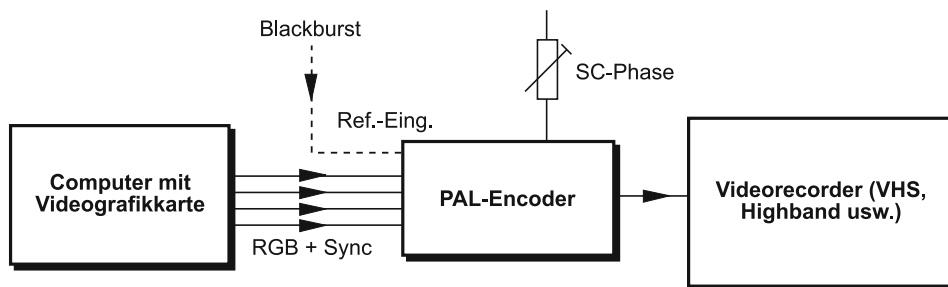 Blackburst
SC-Phase
Ref.-Eing.
Computer mit
Videografikkarte
PAL-Encoder
Videorecorder (VHS,
Highband usw.)
RGB + Sync